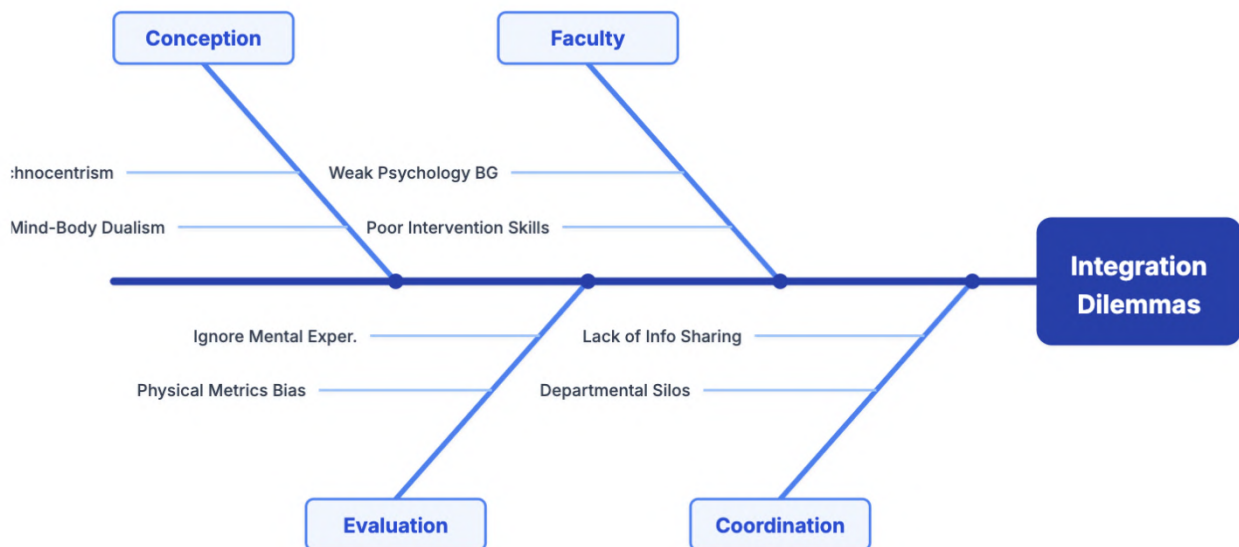 Conception
Faculty
:hnocentrism
Weak Psychology BG
Mind-Body Dualism
Poor Intervention Skills
Integration
Dilemmas
Ignore Mental Exper.
Lack of Info Sharing
Physical Metrics Bias
Departmental Silos
Evaluation
Coordination